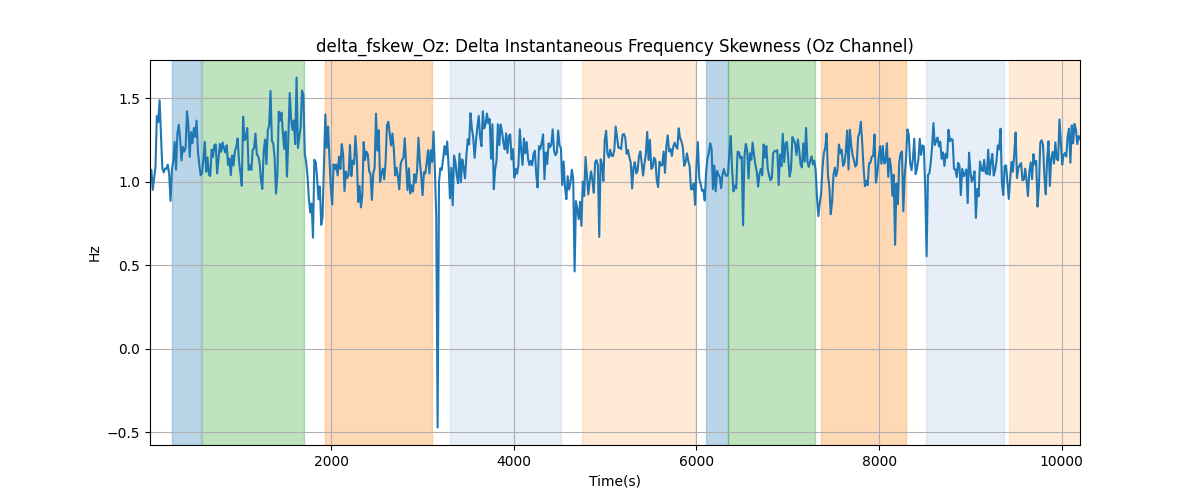 delta_fskew_Oz: Delta Instantaneous Frequency Skewness (Oz Channel)
1.5
1.0
0.5
0.0
−0.5
Hz
2000 4000 6000 8000 10000
Time(s)